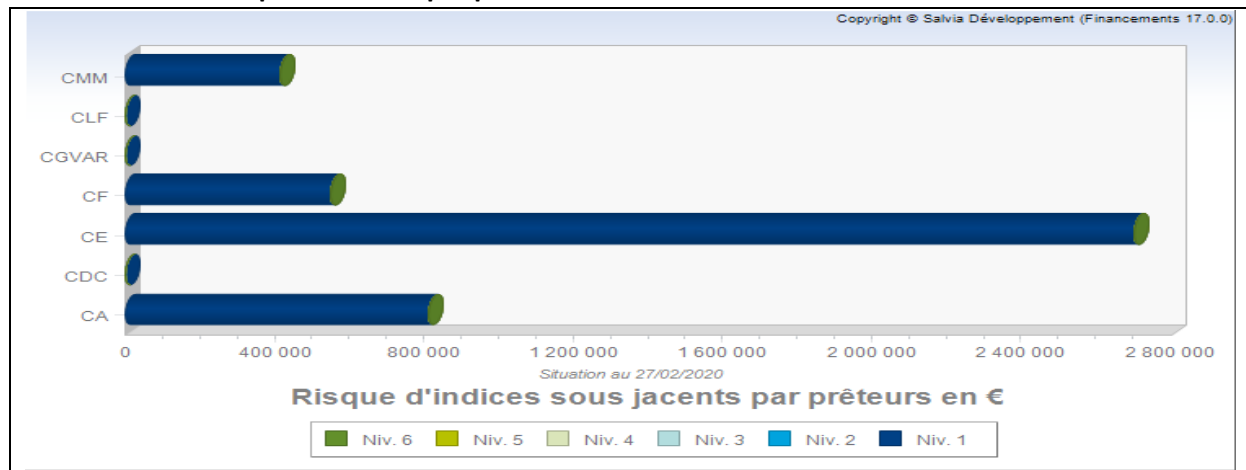 Copyright © Salvia Développement (Financements 17.0.0)
CMM
CLF
CGVAR
CF
CE
CDC
CA
0 400 000 800 000 1 200 000 1 600 000 2 000 000 2 400 000 2 800 000
Situation au 27/02/2020
Risque d'indices sous jacents par prêteurs en €
Niv. 6 Niv. 5 Niv. 4 Niv. 3 Niv. 2 Niv. 1